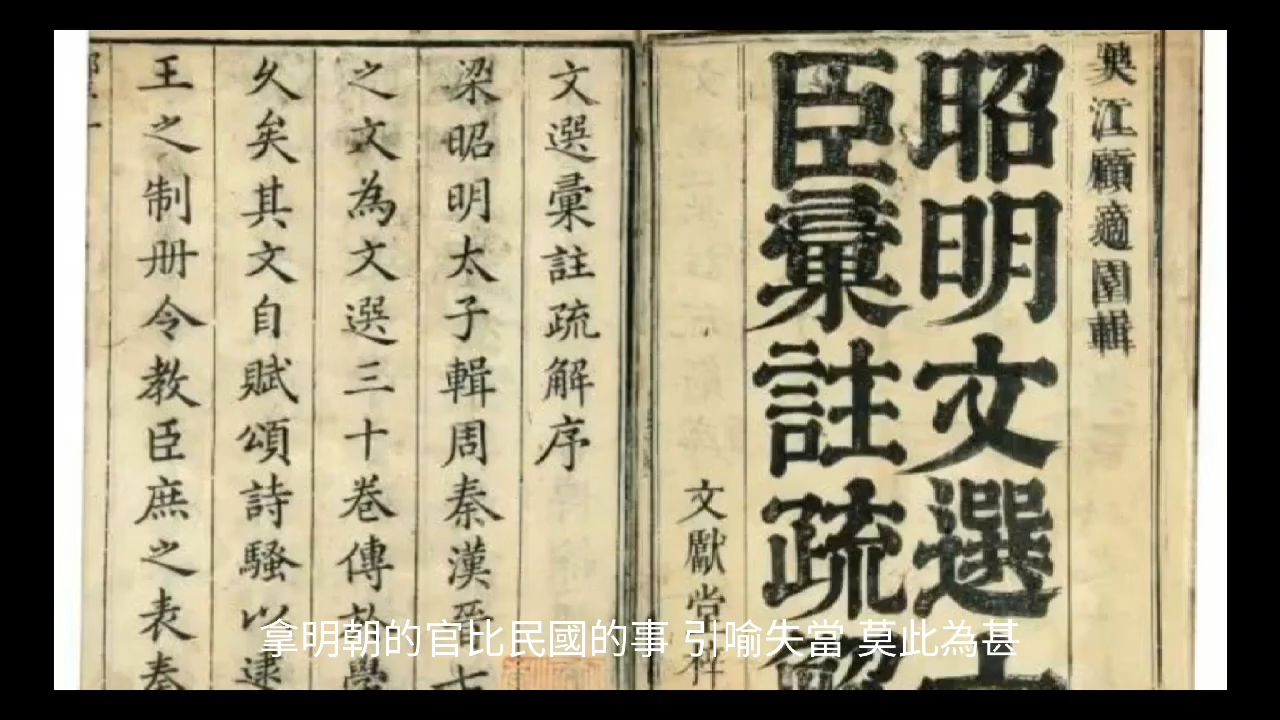 吳江顧適園輯
昭明文選
臣彙註疏
文獻堂梓
文選彙註疏解序
梁昭明太子輯周秦漢
之文為文選三十卷傳
久矣其文自賦頌詩騷以逮
王之制册令教臣庶之表奏
拿明朝的官比民國的事 引喻失當 莫此為甚